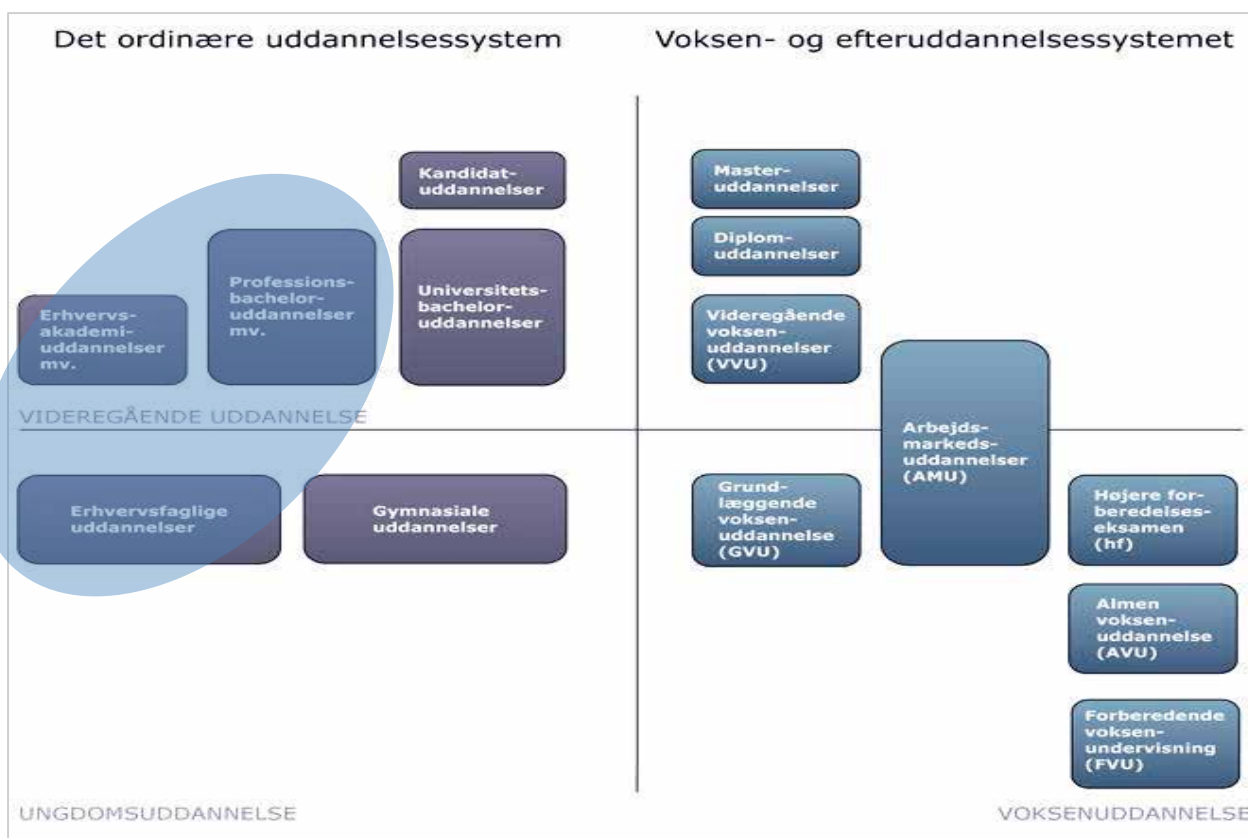 Det ordinære uddannelsessystem
Voksen- og efteruddannelsessystemet
Kandidat-
uddannelser
Professions-
bachelor-
uddannelser
mv.
Universitets-
bachelor-
uddannelser
Erhvervs-
akademi-
uddannelser
mv.
VIDEREGÅENDE UDDANNELSE
Erhvervsfaglige
uddannelser
Gymnasiale
uddannelser
UNGDOMSUDDANNELSE
Master-
uddannelser
Diplom-
uddannelser
Videregående
voksen-
uddannelser
(VVU)
Arbejds-
markeds-
uddannelser
(AMU)
Grund-
læggende
voksen-
uddannelse
(GVU)
Højere for-
beredelses-
eksamen
(hf)
Almen
voksen-
uddannelse
(AVU)
Forberedende
voksen-
undervisning
(FVU)
VOKSENUDDANNELSE